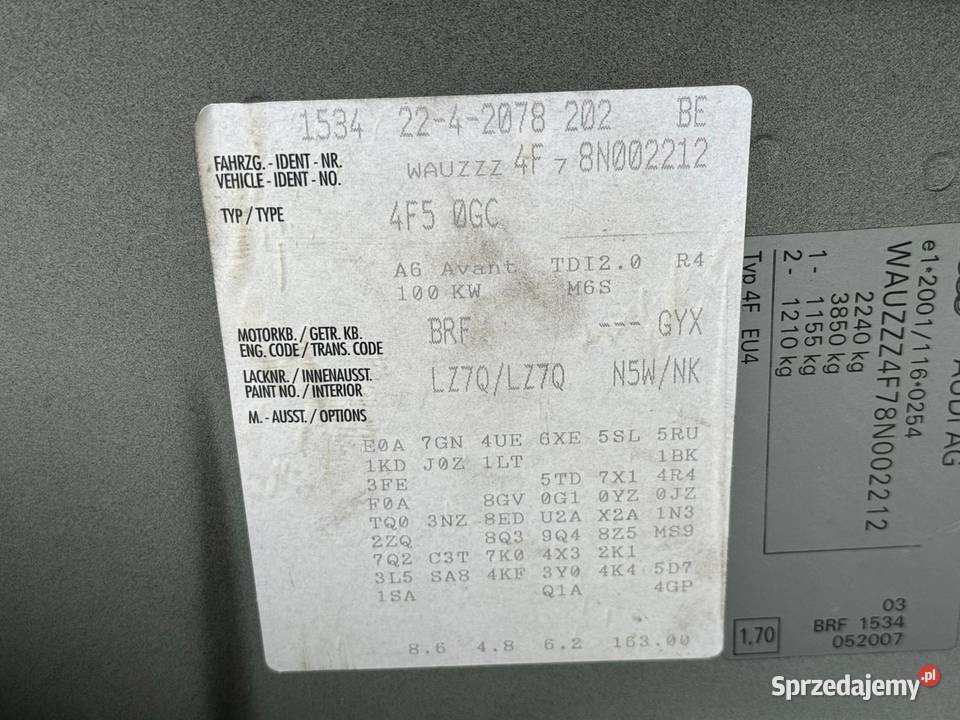 1534 22-4-2078 202 BE
FAHRZG. - IDENT - NR.
VEHICLE - IDENT - NO.
WAUZZZ 4F 7 8N002212
TYP / TYPE
4F5 0GC
A6 Avant TDI2.0 R4
100 KW M6S
MOTORKB. / GETR. KB.
ENG. CODE / TRANS. CODE
BRF --- GYX
LACKNR. / INNENAUSST.
PAINT NO. / INTERIOR
LZ7Q/LZ7Q N5W/NK
M. - AUSST. / OPTIONS
E0A 7GN 4UE 6XE 5SL 5RU
1KD J0Z 1LT 1BK
3FE 5TD 7X1 4R4
F0A 8GV 0G1 0YZ 0JZ
TQ0 3NZ 8ED U2A X2A 1N3
2ZQ 8Q3 9Q4 8Z5 MS9
7Q2 C3T 7K0 4X3 2K1
3L5 SA8 4KF 3Y0 4K4 5D7
1SA Q1A 4GP
8.6 4.8 6.2 163.00
AUDI AG
e1*2001/116*0254
WAUZZZ4F78N002212
2240 kg
3850 kg
1 - 1155 kg
2 - 1210 kg
Typ 4F EU4
1.70
03
BRF 1534
052007
Sprzedajemy.pl